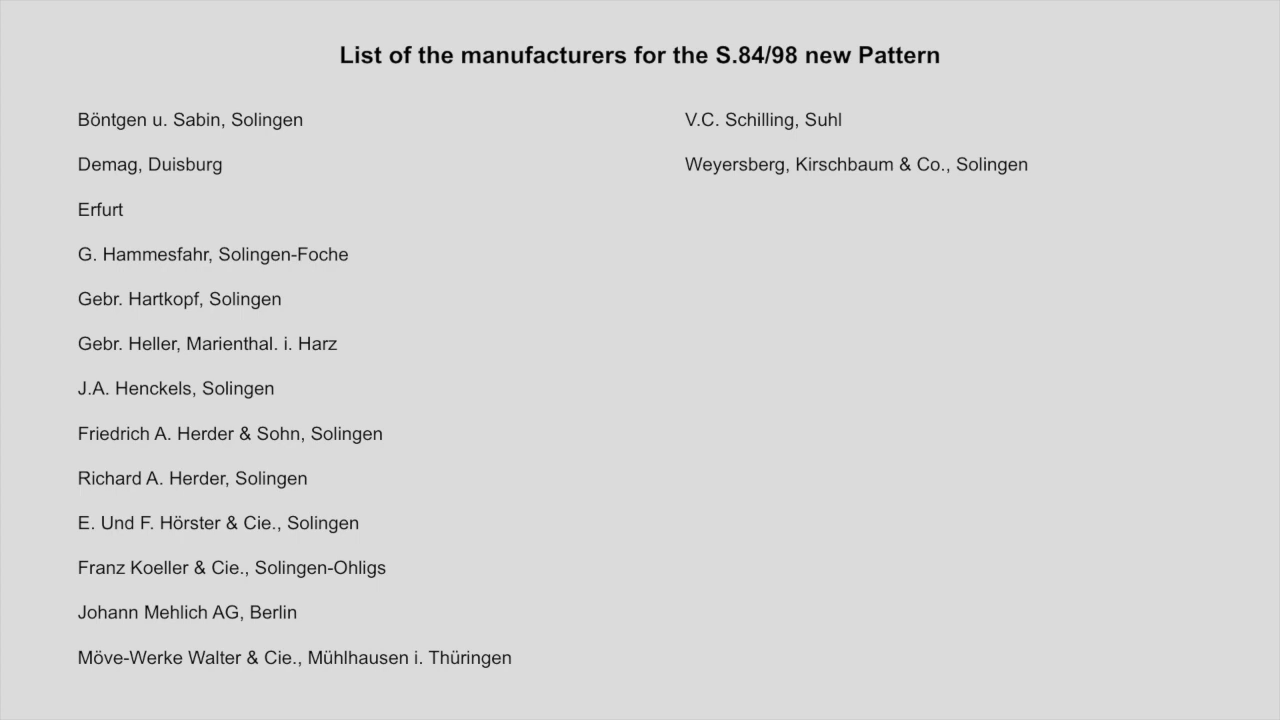 List of the manufacturers for the S.84/98 new Pattern
Böntgen u. Sabin, Solingen
Demag, Duisburg
Erfurt
G. Hammesfahr, Solingen-Foche
Gebr. Hartkopf, Solingen
Gebr. Heller, Marienthal. i. Harz
J.A. Henckels, Solingen
Friedrich A. Herder & Sohn, Solingen
Richard A. Herder, Solingen
E. Und F. Hörster & Cie., Solingen
Franz Koeller & Cie., Solingen-Ohligs
Johann Mehlich AG, Berlin
Möve-Werke Walter & Cie., Mühlhausen i. Thüringen
V.C. Schilling, Suhl
Weyersberg, Kirschbaum & Co., Solingen